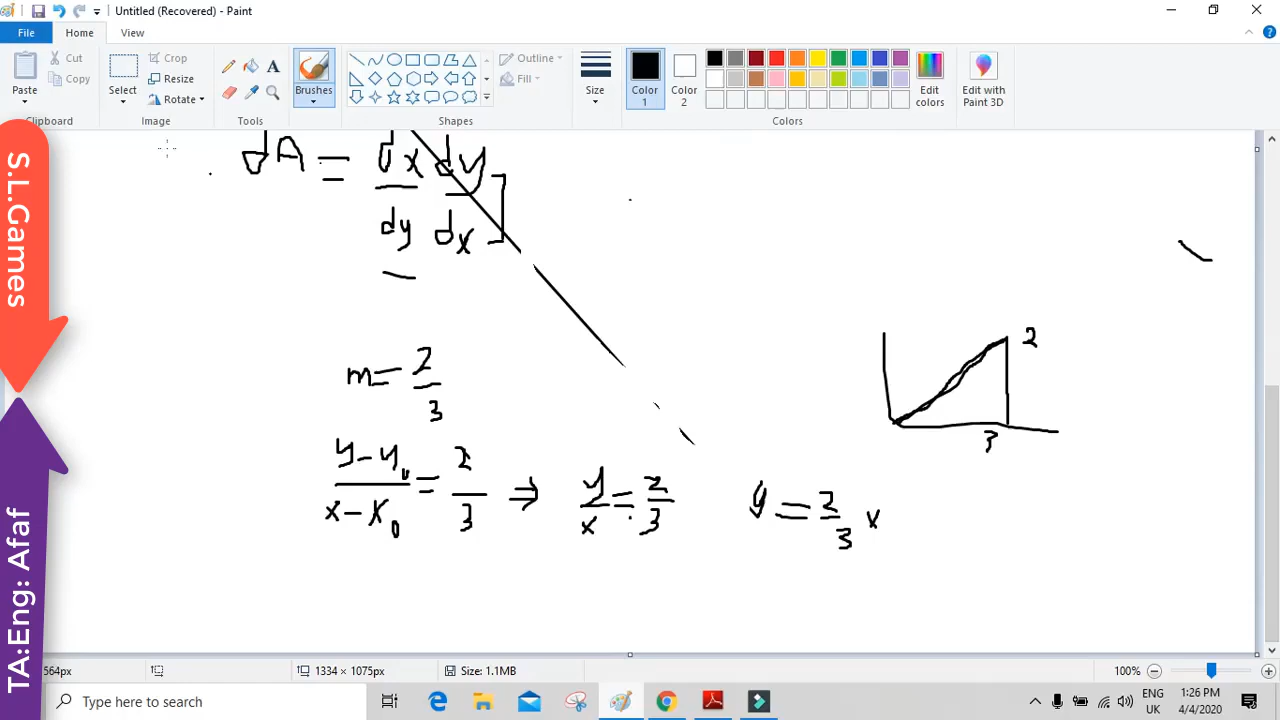 Untitled (Recovered) - Paint
File Home View
Paste
Cut
Copy
Clipboard
Select
Crop
Resize
Rotate
Image
A
Tools
Brushes
Outline
Fill
Shapes
Size
Color 1
Color 2
Edit colors
Edit with Paint 3D
Colors
S.L.Games
TA:Eng: Afaf
dA = dx dy
dy dx
m = 2
3
2
3
y - y0 = 2
x - x0 3
⇒ y = 2
x 3
y = 2 x
3
564px
1334 × 1075px
Size: 1.1MB
100%
Type here to search
ENG
UK
1:26 PM
4/4/2020